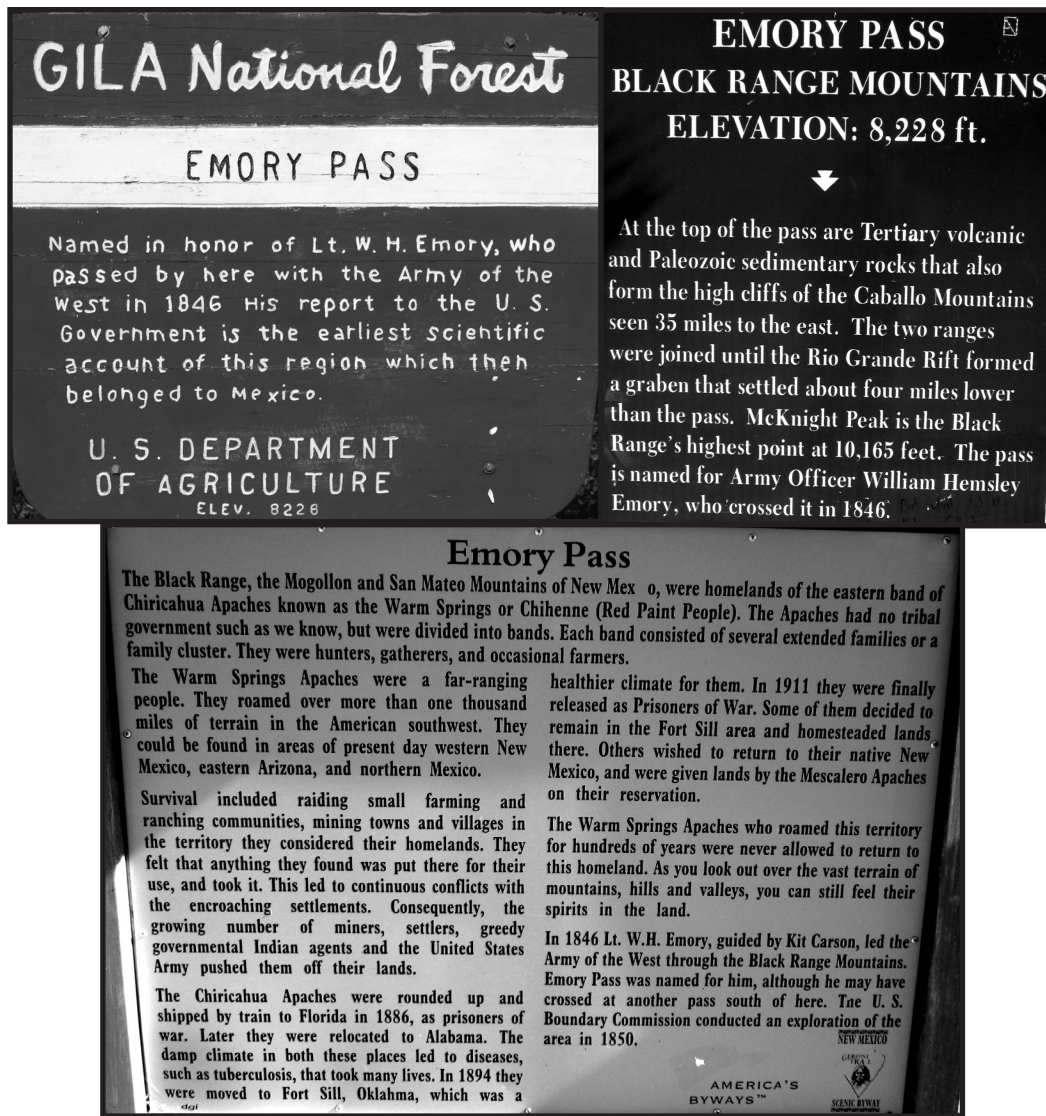 GILA National Forest
EMORY PASS
Named in honor of Lt. W. H. Emory, who
passed by here with the Army of the
West in 1846 His report to the U. S.
Government is the earliest scientific
account of this region which then
belonged to Mexico.
U. S. DEPARTMENT
OF AGRICULTURE
ELEV. 8226
EMORY PASS
BLACK RANGE MOUNTAINS
ELEVATION: 8,228 ft.
At the top of the pass are Tertiary volcanic
and Paleozoic sedimentary rocks that also
form the high cliffs of the Caballo Mountains
seen 35 miles to the east. The two ranges
were joined until the Rio Grande Rift formed
a graben that settled about four miles lower
than the pass. McKnight Peak is the Black
Range's highest point at 10,165 feet. The pass
is named for Army Officer William Hemsley
Emory, who crossed it in 1846.
Emory Pass
The Black Range, the Mogollon and San Mateo Mountains of New Mex o, were homelands of the eastern band of
Chiricahua Apaches known as the Warm Springs or Chihenne (Red Paint People). The Apaches had no tribal
government such as we know, but were divided into bands. Each band consisted of several extended families or a
family cluster. They were hunters, gatherers, and occasional farmers.
The Warm Springs Apaches were a far-ranging
people. They roamed over more than one thousand
miles of terrain in the American southwest. They
could be found in areas of present day western New
Mexico, eastern Arizona, and northern Mexico.
Survival included raiding small farming and
ranching communities, mining towns and villages in
the territory they considered their homelands. They
felt that anything they found was put there for their
use, and took it. This led to continuous conflicts with
the encroaching settlements. Consequently, the
growing number of miners, settlers, greedy
governmental Indian agents and the United States
Army pushed them off their lands.
The Chiricahua Apaches were rounded up and
shipped by train to Florida in 1886, as prisoners of
war. Later they were relocated to Alabama. The
damp climate in both these places led to diseases,
such as tuberculosis, that took many lives. In 1894 they
were moved to Fort Sill, Oklahma, which was a
dgi
healthier climate for them. In 1911 they were finally
released as Prisoners of War. Some of them decided to
remain in the Fort Sill area and homesteaded lands
there. Others wished to return to their native New
Mexico, and were given lands by the Mescalero Apaches
on their reservation.
The Warm Springs Apaches who roamed this territory
for hundreds of years were never allowed to return to
this homeland. As you look out over the vast terrain of
mountains, hills and valleys, you can still feel their
spirits in the land.
In 1846 Lt. W.H. Emory, guided by Kit Carson, led the
Army of the West through the Black Range Mountains.
Emory Pass was named for him, although he may have
crossed at another pass south of here. The U. S.
Boundary Commission conducted an exploration of the
area in 1850.
AMERICA'S
BYWAYS™
NEW MEXICO
TRAIL
SCENIC BYWAY